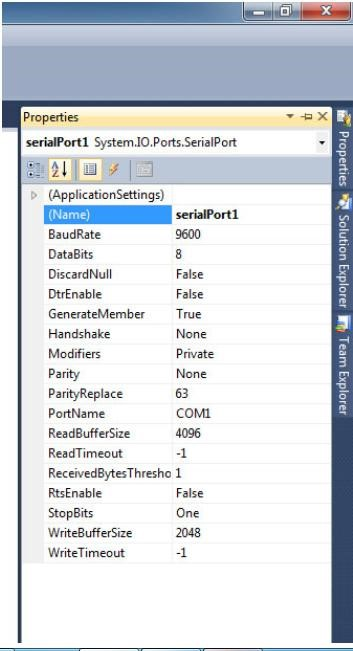 Properties
serialPort1 System.IO.Ports.SerialPort
(ApplicationSettings)
(Name) serialPort1
BaudRate 9600
DataBits 8
DiscardNull False
DtrEnable False
GenerateMember True
Handshake None
Modifiers Private
Parity None
ParityReplace 63
PortName COM1
ReadBufferSize 4096
ReadTimeout -1
ReceivedBytesThresho 1
RtsEnable False
StopBits One
WriteBufferSize 2048
WriteTimeout -1
Properties
Solution Explorer
Team Explorer